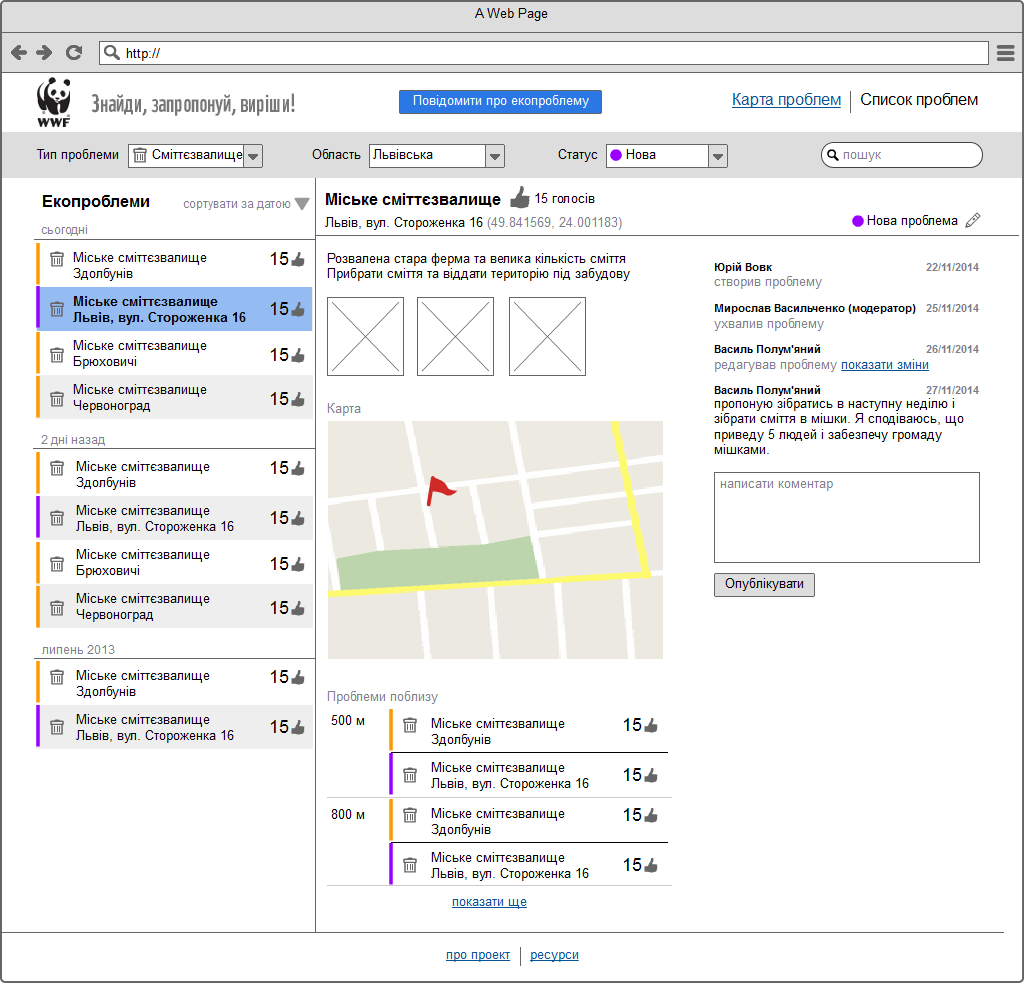 A Web Page
http://
WWF
Знайди, запропонуй, виріши!
Повідомити про екопроблему
Карта проблем
Список проблем
Тип проблеми
Сміттєзвалище
Область
Львівська
Статус
Нова
пошук
Екопроблеми
сортувати за датою
сьогодні
Міське сміттєзвалище
Здолбунів
15
Міське сміттєзвалище
Львів, вул. Стороженка 16
15
Міське сміттєзвалище
Брюховичі
15
Міське сміттєзвалище
Червоноград
15
2 дні назад
Міське сміттєзвалище
Здолбунів
15
Міське сміттєзвалище
Львів, вул. Стороженка 16
15
Міське сміттєзвалище
Брюховичі
15
Міське сміттєзвалище
Червоноград
15
липень 2013
Міське сміттєзвалище
Здолбунів
15
Міське сміттєзвалище
Львів, вул. Стороженка 16
15
Міське сміттєзвалище
15 голосів
Львів, вул. Стороженка 16 (49.841569, 24.001183)
Нова проблема
Розвалена стара ферма та велика кількість сміття
Прибрати сміття та віддати територію під забудову
Карта
Проблеми поблизу
500 м
Міське сміттєзвалище
Здолбунів
15
Міське сміттєзвалище
Львів, вул. Стороженка 16
15
800 м
Міське сміттєзвалище
Здолбунів
15
Міське сміттєзвалище
Львів, вул. Стороженка 16
15
показати ще
Юрій Вовк 22/11/2014
створив проблему
Мирослав Васильченко (модератор) 25/11/2014
ухвалив проблему
Василь Полум'яний 26/11/2014
редагував проблему показати зміни
Василь Полум'яний 27/11/2014
пропоную зібратись в наступну неділю і
зібрати сміття в мішки. Я сподіваюсь, що
приведу 5 людей і забезпечу громаду
мішками.
написати коментар
Опублікувати
про проект
ресурси